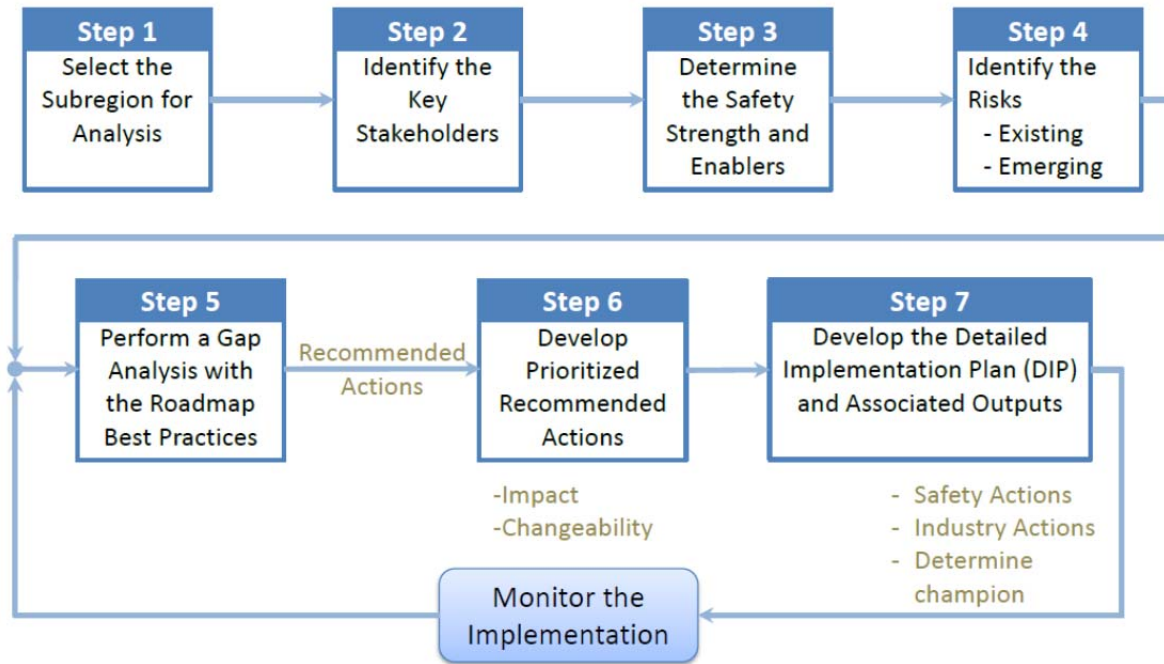 Step 1
Select the
Subregion for
Analysis
Step 2
Identify the
Key
Stakeholders
Step 3
Determine
the Safety
Strength and
Enablers
Step 4
Identify the
Risks
- Existing
- Emerging
Step 5
Perform a Gap
Analysis with
the Roadmap
Best Practices
Recommended
Actions
Step 6
Develop
Prioritized
Recommended
Actions
-Impact
-Changeability
Step 7
Develop the Detailed
Implementation Plan (DIP)
and Associated Outputs
- Safety Actions
- Industry Actions
- Determine
champion
Monitor the
Implementation